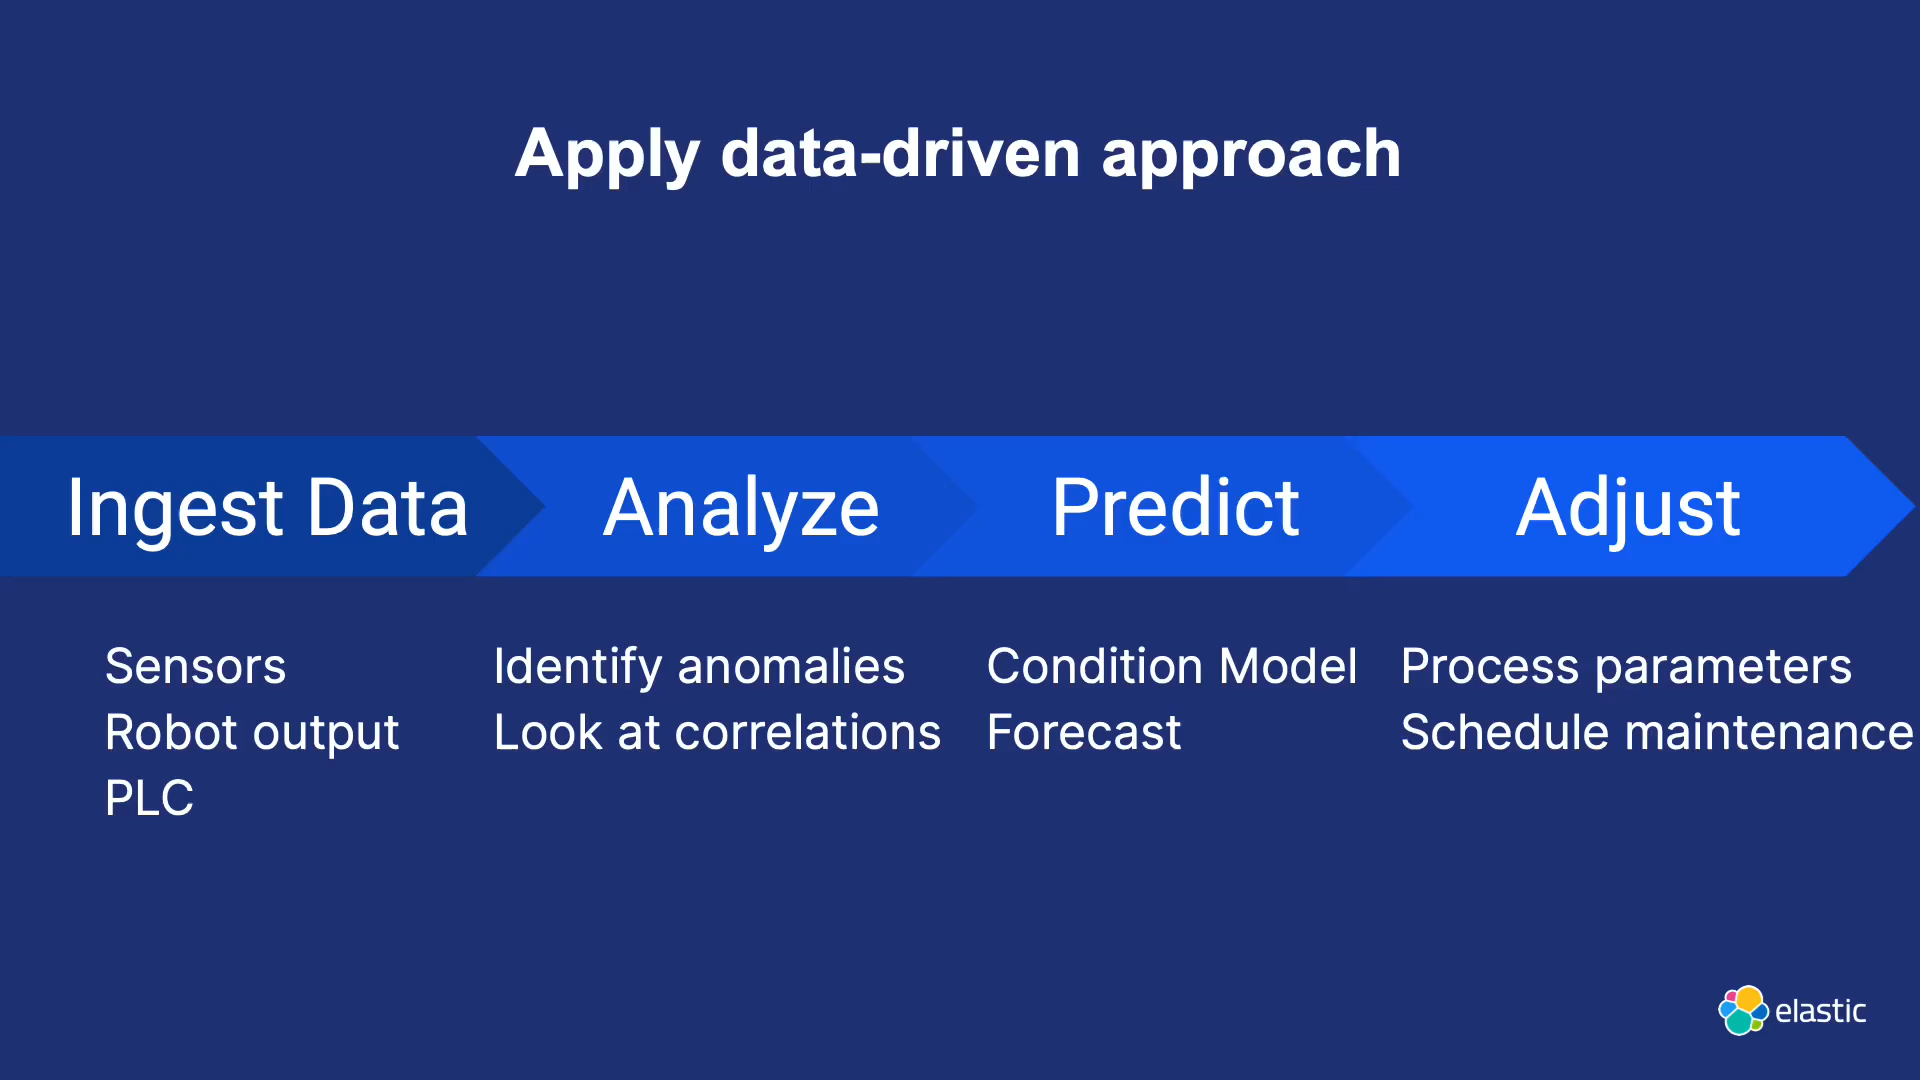 Apply data-driven approach
Ingest Data
Analyze
Predict
Adjust
Sensors
Robot output
PLC
Identify anomalies
Look at correlations
Condition Model
Forecast
Process parameters
Schedule maintenance
elastic